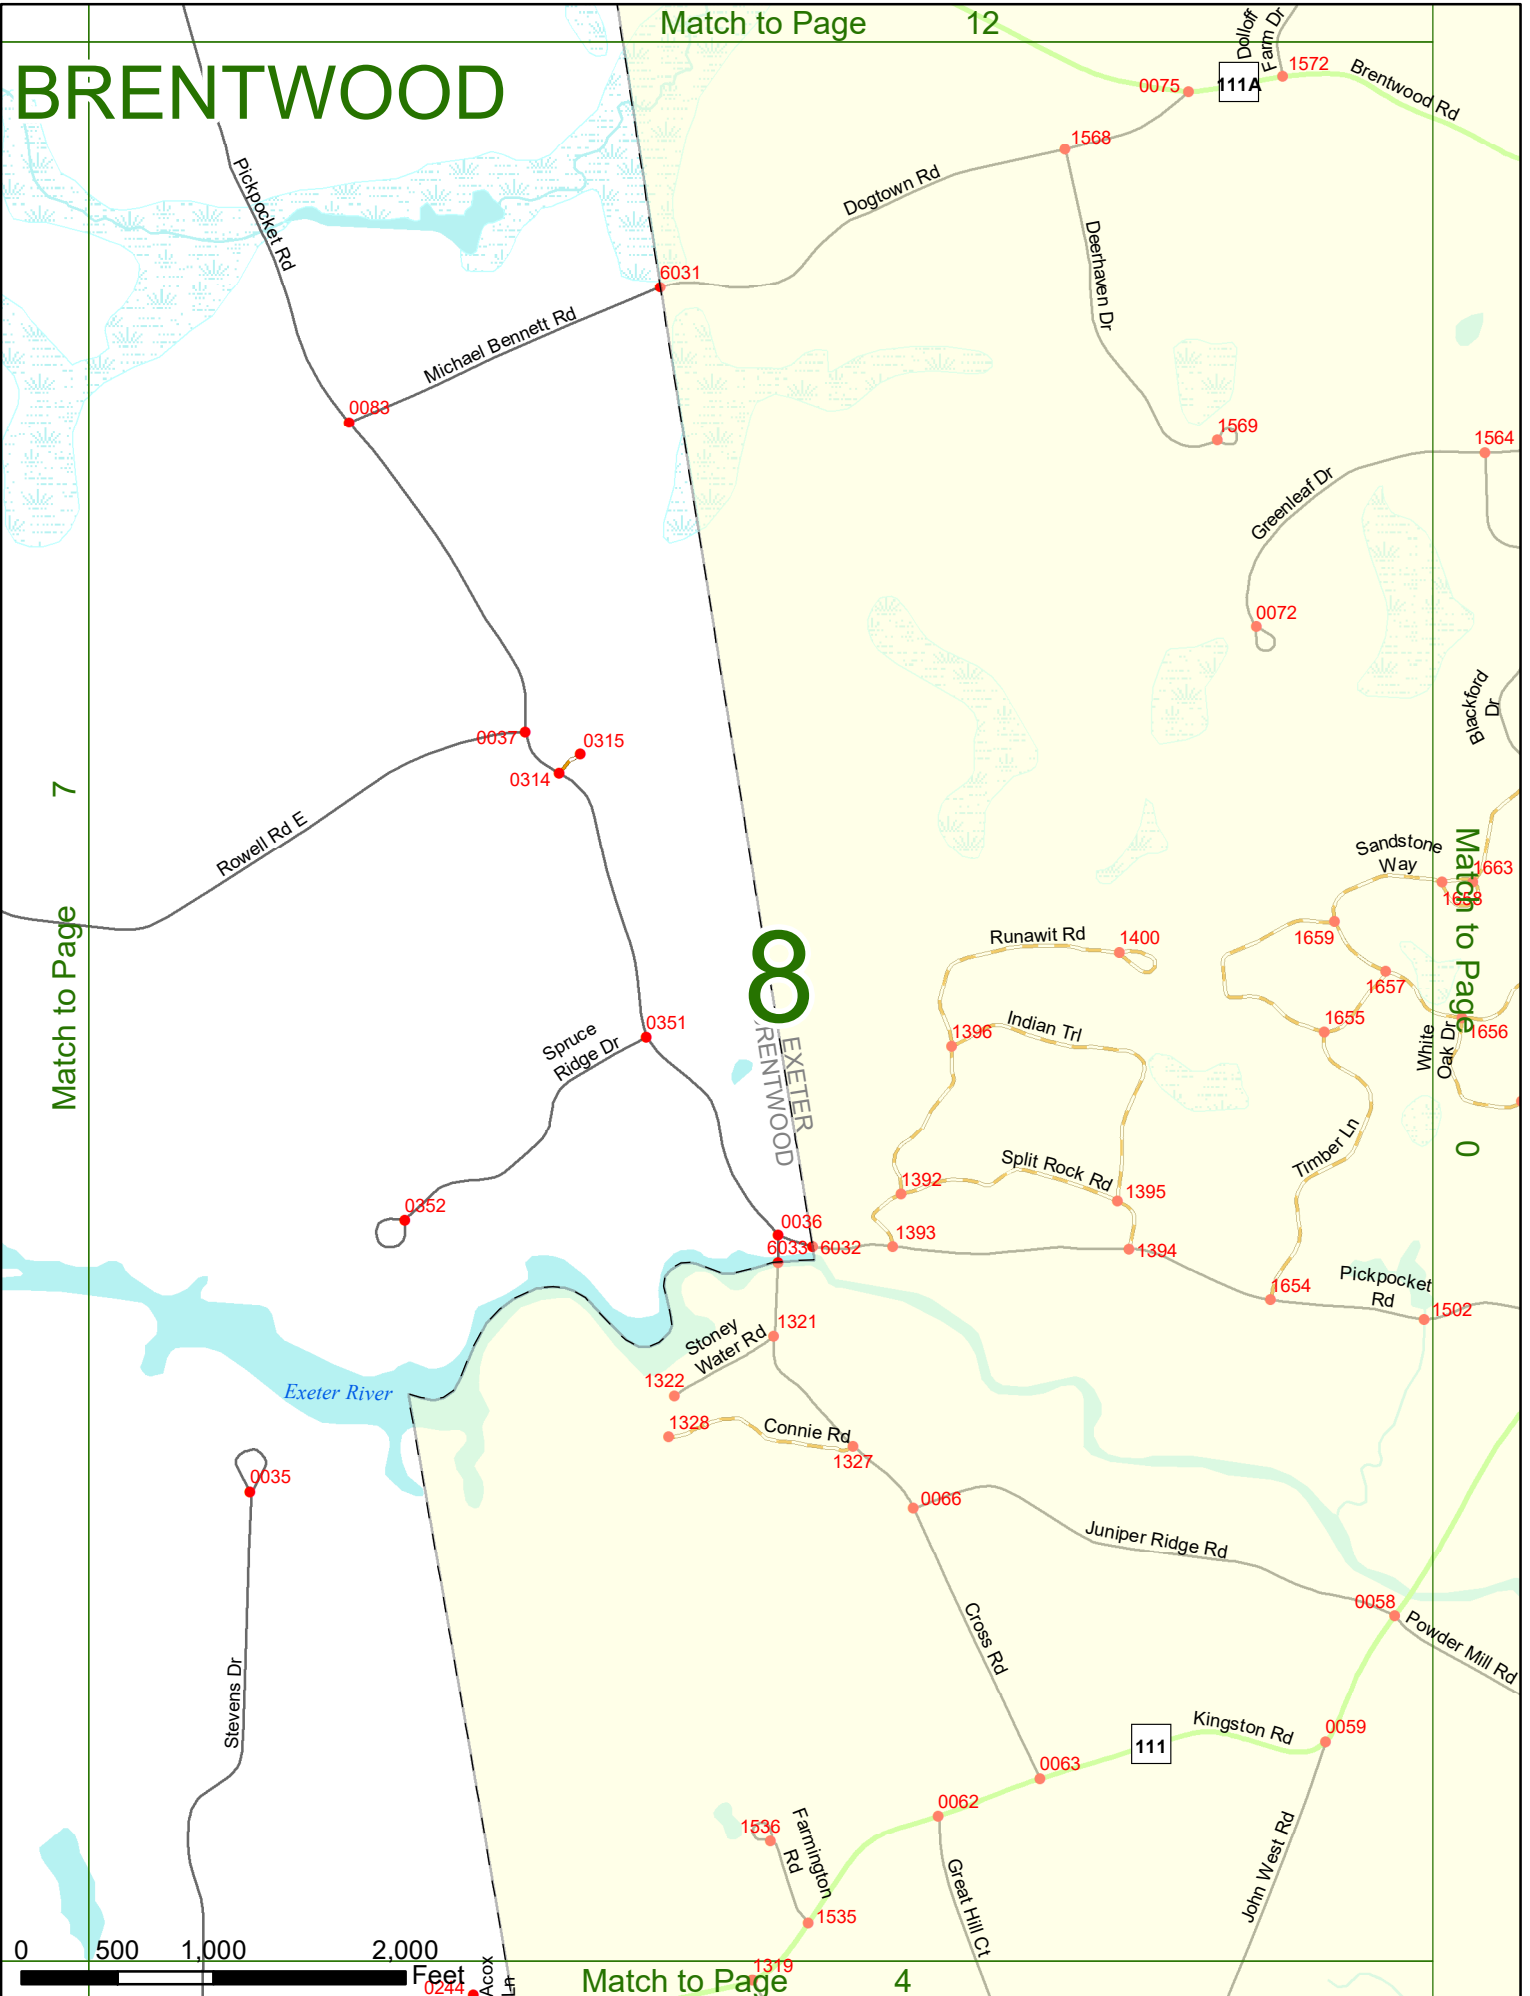 Match to Page 12
BRENTWOOD
Dolloff
Farm Dr
1572
0075
111A
Brentwood Rd
1568
Pickpocket Rd
Dogtown Rd
Deerhaven Dr
6031
Michael Bennett Rd
0083
1569
1564
Greenleaf Dr
0072
Blackford
Dr
0037
0315
0314
7
Match to Page
Rowell Rd E
Sandstone
Way
1663
1658
1659
Match to Page
0
8
Runawit Rd
1400
1657
1655
1656
White
Oak Dr
1396
Indian Trl
0351
Spruce
Ridge Dr
EXETER
RENTWOOD
Timber Ln
Split Rock Rd
1392
1395
0352
0036
6033
6032
1393
1394
1654
Pickpocket
Rd
1502
1321
Stoney
Water Rd
1322
Exeter River
1328
Connie Rd
1327
0035
0066
Juniper Ridge Rd
0058
Powder Mill Rd
Cross Rd
Stevens Dr
Kingston Rd
0059
111
0063
0062
1536
Farmington
Rd
John West Rd
Great Hill Ct
1535
0 500 1,000 2,000
Feet
0244
Acox
Ln
1319
Match to Page 4